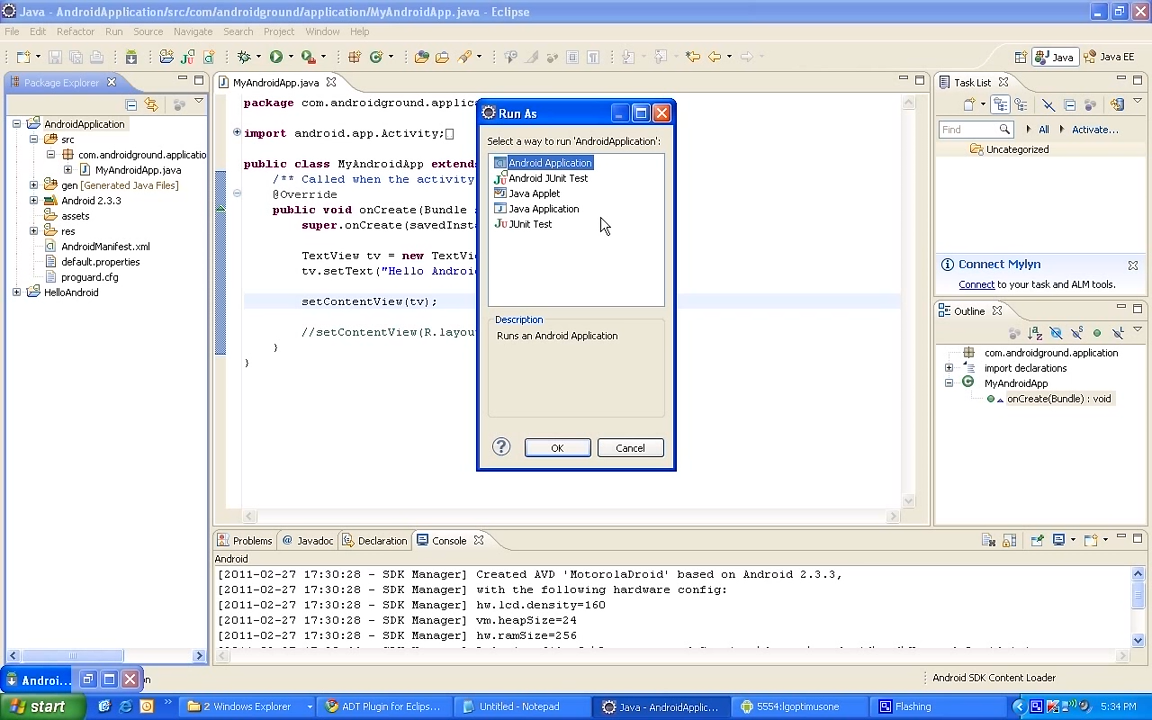 Java - AndroidApplication/src/com/androidground/application/MyAndroidApp.java - Eclipse
File Edit Refactor Run Source Navigate Search Project Window Help
Java Java EE
Package Explorer
AndroidApplication
src
com.androidground.applicatio
MyAndroidApp.java
gen [Generated Java Files]
Android 2.3.3
assets
res
AndroidManifest.xml
default.properties
proguard.cfg
HelloAndroid
MyAndroidApp.java
package com.androidground.applic
import android.app.Activity;
public class MyAndroidApp extends
/** Called when the activity
@Override
public void onCreate(Bundle
super.onCreate(savedInst
TextView tv = new TextVie
tv.setText("Hello Androi
setContentView(tv);
//setContentView(R.layou
}
}
Run As
Select a way to run 'AndroidApplication':
Android Application
Android JUnit Test
Java Applet
Java Application
JUnit Test
Description
Runs an Android Application
OK Cancel
Task List
Find All Activate...
Uncategorized
Connect Mylyn
Connect to your task and ALM tools.
Outline
com.androidground.application
import declarations
MyAndroidApp
onCreate(Bundle) : void
Problems @ Javadoc Declaration Console
Android
[2011-02-27 17:30:28 - SDK Manager] Created AVD 'MotorolaDroid' based on Android 2.3.3,
[2011-02-27 17:30:28 - SDK Manager] with the following hardware config:
[2011-02-27 17:30:28 - SDK Manager] hw.lcd.density=160
[2011-02-27 17:30:28 - SDK Manager] vm.heapSize=24
[2011-02-27 17:30:28 - SDK Manager] hw.ramSize=256
Androi... on
Android SDK Content Loader
start 2 Windows Explorer ADT Plugin for Eclips... Untitled - Notepad Java - AndroidApplic... 5554:lgoptimusone Flashing 5:34 PM